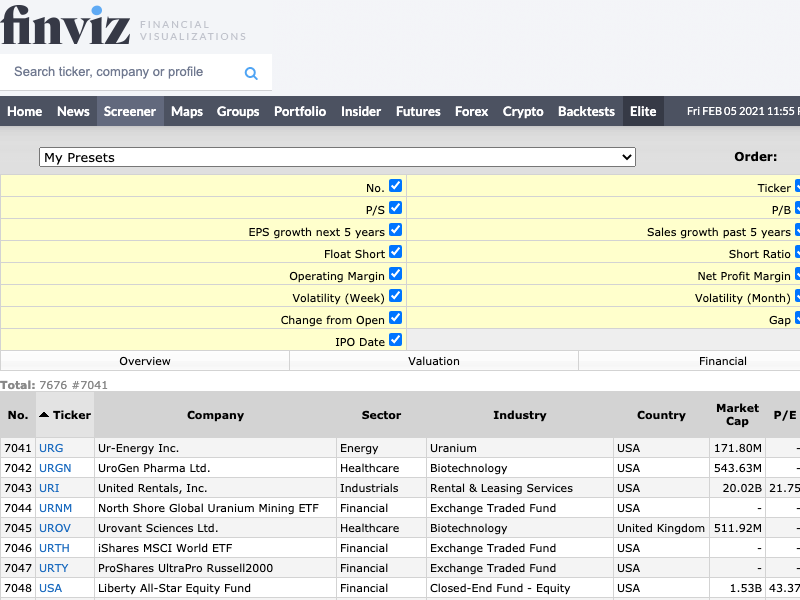 finviz FINANCIAL
VISUALIZATIONS
Search ticker, company or profile
Home News Screener Maps Groups Portfolio Insider Futures Forex Crypto Backtests Elite Fri FEB 05 2021 11:55
My Presets Order:
No. Ticker
P/S P/B
EPS growth next 5 years Sales growth past 5 years
Float Short Short Ratio
Operating Margin Net Profit Margin
Volatility (Week) Volatility (Month)
Change from Open Gap
IPO Date
Overview Valuation Financial
Total: 7676 #7041
No. Ticker Company Sector Industry Country Market Cap P/E
7041 URG Ur-Energy Inc. Energy Uranium USA 171.80M -
7042 URGN UroGen Pharma Ltd. Healthcare Biotechnology USA 543.63M -
7043 URI United Rentals, Inc. Industrials Rental & Leasing Services USA 20.02B 21.75
7044 URNM North Shore Global Uranium Mining ETF Financial Exchange Traded Fund USA - -
7045 UROV Urovant Sciences Ltd. Healthcare Biotechnology United Kingdom 511.92M -
7046 URTH iShares MSCI World ETF Financial Exchange Traded Fund USA - -
7047 URTY ProShares UltraPro Russell2000 Financial Exchange Traded Fund USA - -
7048 USA Liberty All-Star Equity Fund Financial Closed-End Fund - Equity USA 1.53B 43.37